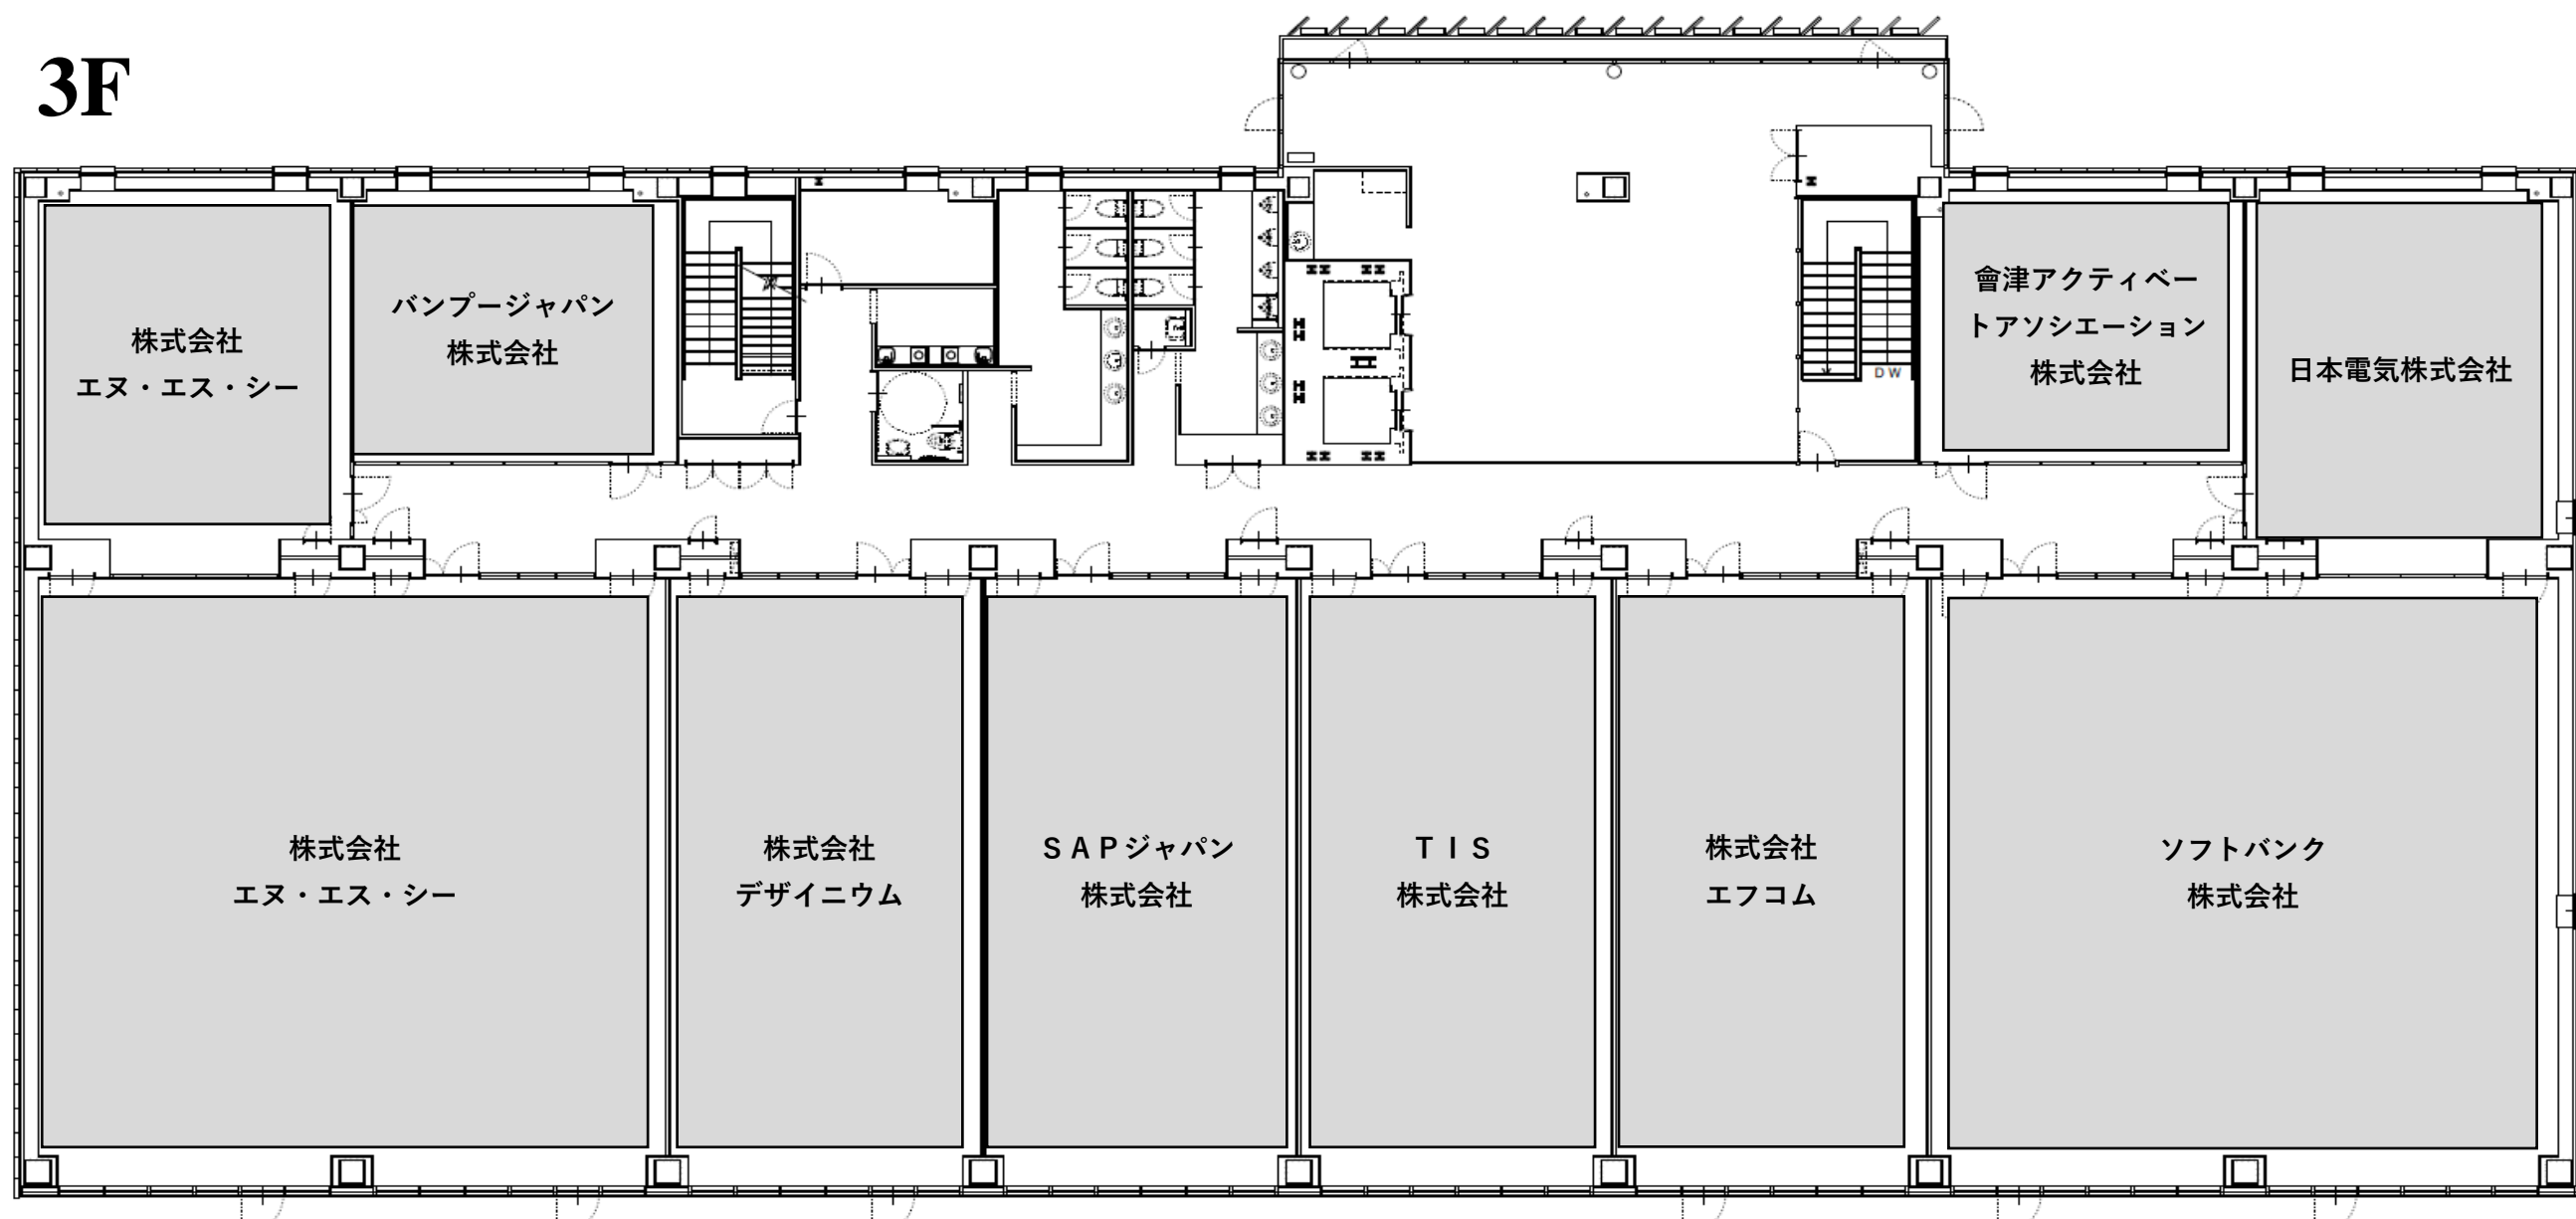 3F
株式会社
エヌ・エス・シー
バンプージャパン
株式会社
會津アクティベー
トアソシエーション
株式会社
日本電気株式会社
DW
株式会社
エヌ・エス・シー
株式会社
デザイニウム
ＳＡＰジャパン
株式会社
ＴＩＳ
株式会社
株式会社
エフコム
ソフトバンク
株式会社